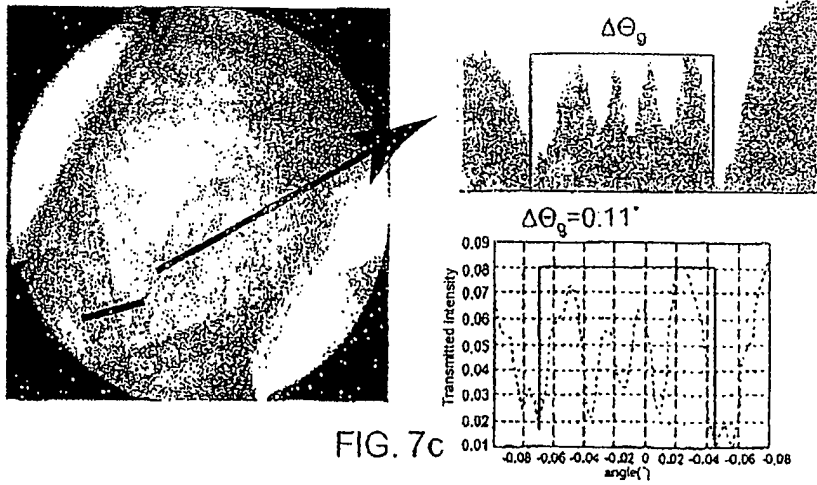 ΔΘg
ΔΘg=0.11°
0.09
0.08
0.07
0.06
0.05
0.04
0.03
0.02
0.01
Transmitted Intensity
-0.08 -0.06 -0.04 -0.02 0 0.02 -0.04 -0.06 -0.08
angle(°)
FIG. 7c